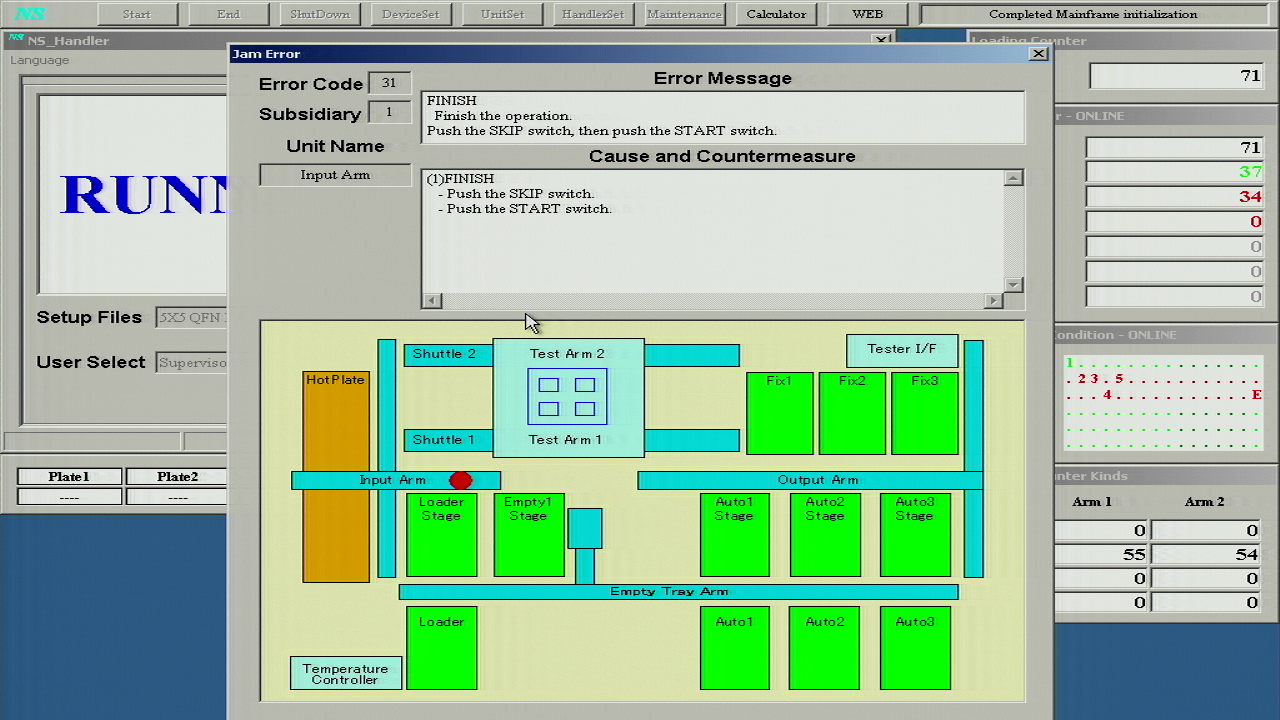 NS Start End ShutDown DeviceSet UnitSet HandlerSet Maintenance Calculator WEB Completed Mainframe initialization
NS NS_Handler
Language
RUNN
Setup Files 5X5 QFN
User Select Superviso
Plate1 Plate2
---- ----
Jam Error
Error Code 31
Subsidiary 1
Unit Name
Input Arm
Error Message
FINISH
Finish the operation.
Push the SKIP switch, then push the START switch.
Cause and Countermeasure
(1)FINISH
- Push the SKIP switch.
- Push the START switch.
HotPlate
Shuttle 2
Test Arm 2
Tester I/F
Fix1 Fix2 Fix3
Shuttle 1
Test Arm 1
Input Arm
Output Arm
Loader
Stage
Empty1
Stage
Auto1
Stage
Auto2
Stage
Auto3
Stage
Empty Tray Arm
Loader
Auto1 Auto2 Auto3
Temperature
Controller
Loading Counter
71
r - ONLINE
71
37
34
0
0
0
0
ondition - ONLINE
1 . . . . . . . . . . . . . . .
. 2 3 . 5 . . . . . . . . . . .
. . . 4 . . . . . . . . . . . E
unter Kinds
Arm 1 Arm 2
0 0
55 54
0 0
0 0